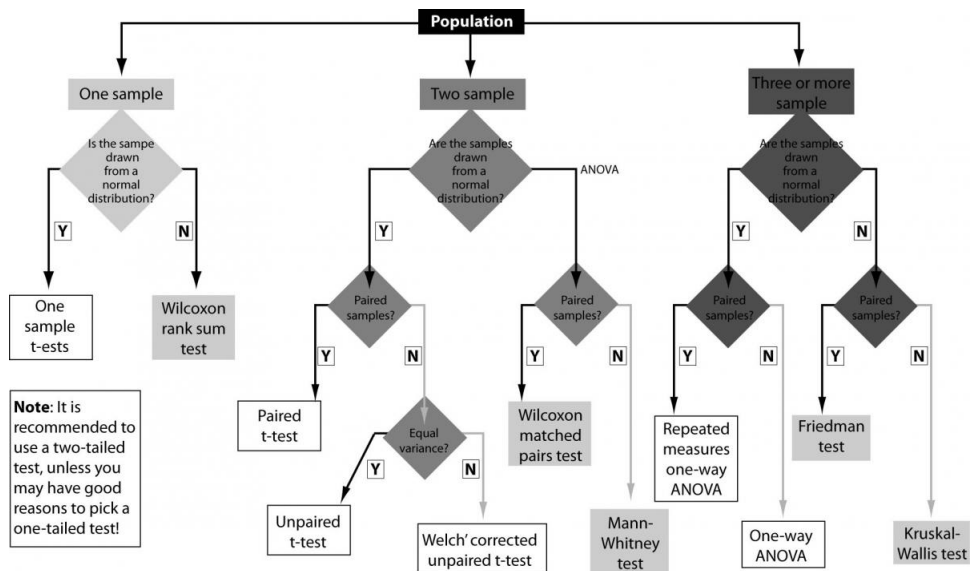 Population
One sample
Two sample
Three or more
sample
Is the sampe
drawn
from a
normal
distribution?
Are the samples
drawn
from a
normal
distribution?
ANOVA
Are the samples
drawn
from a
normal
distribution?
Y
N
Y
N
Y
N
One
sample
t-ests
Wilcoxon
rank sum
test
Paired
samples?
Paired
samples?
Paired
samples?
Paired
samples?
Y
N
Y
N
Y
N
Y
N
Note: It is
recommended to
use a two-tailed
test, unless you
may have good
reasons to pick a
one-tailed test!
Paired
t-test
Equal
variance?
Wilcoxon
matched
pairs test
Repeated
measures
one-way
ANOVA
Friedman
test
Y
N
Unpaired
t-test
Welch' corrected
unpaired t-test
Mann-
Whitney
test
One-way
ANOVA
Kruskal-
Wallis test